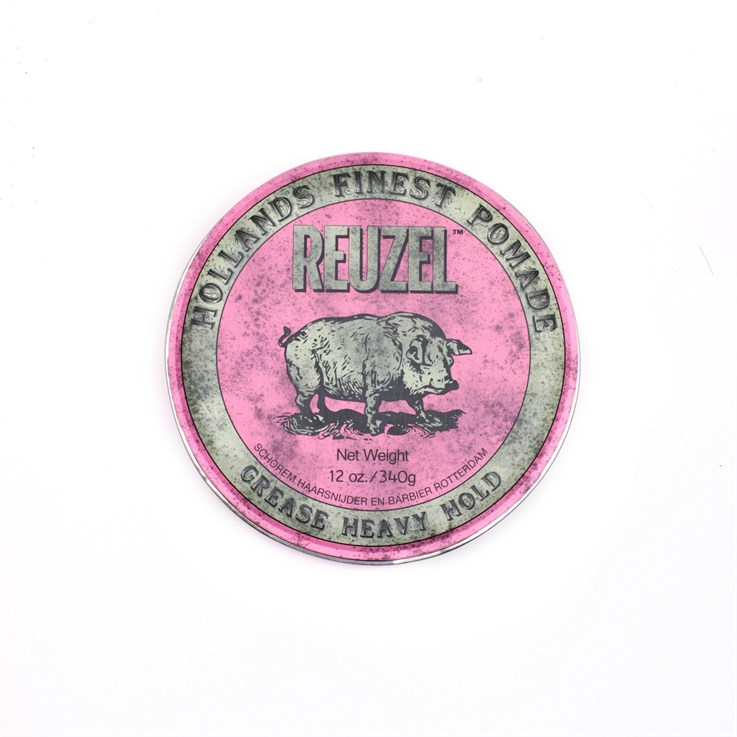 HOLLANDS FINEST POMADE
REUZEL™
Net Weight
12 oz./340g
SCHOREM HAARSNIJDER EN BARBIER ROTTERDAM
GREASE HEAVY HOLD